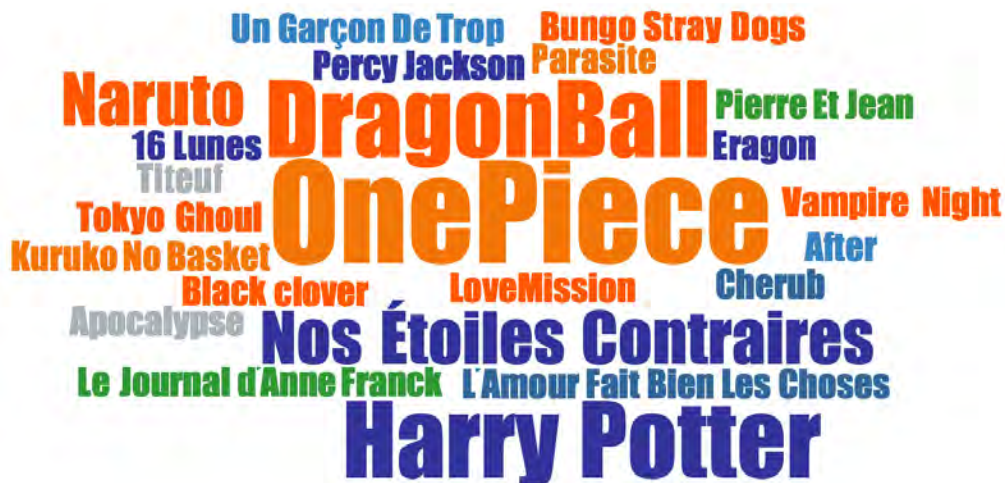 Un Garçon De Trop
Bungo Stray Dogs
Percy Jackson
Parasite
Naruto
DragonBall
Pierre Et Jean
16 Lunes
Eragon
Titeuf
OnePiece
Vampire Night
Tokyo Ghoul
After
Kuruko No Basket
Cherub
Black clover
LoveMission
Apocalypse
Nos Étoiles Contraires
Le Journal d'Anne Franck
L'Amour Fait Bien Les Choses
Harry Potter